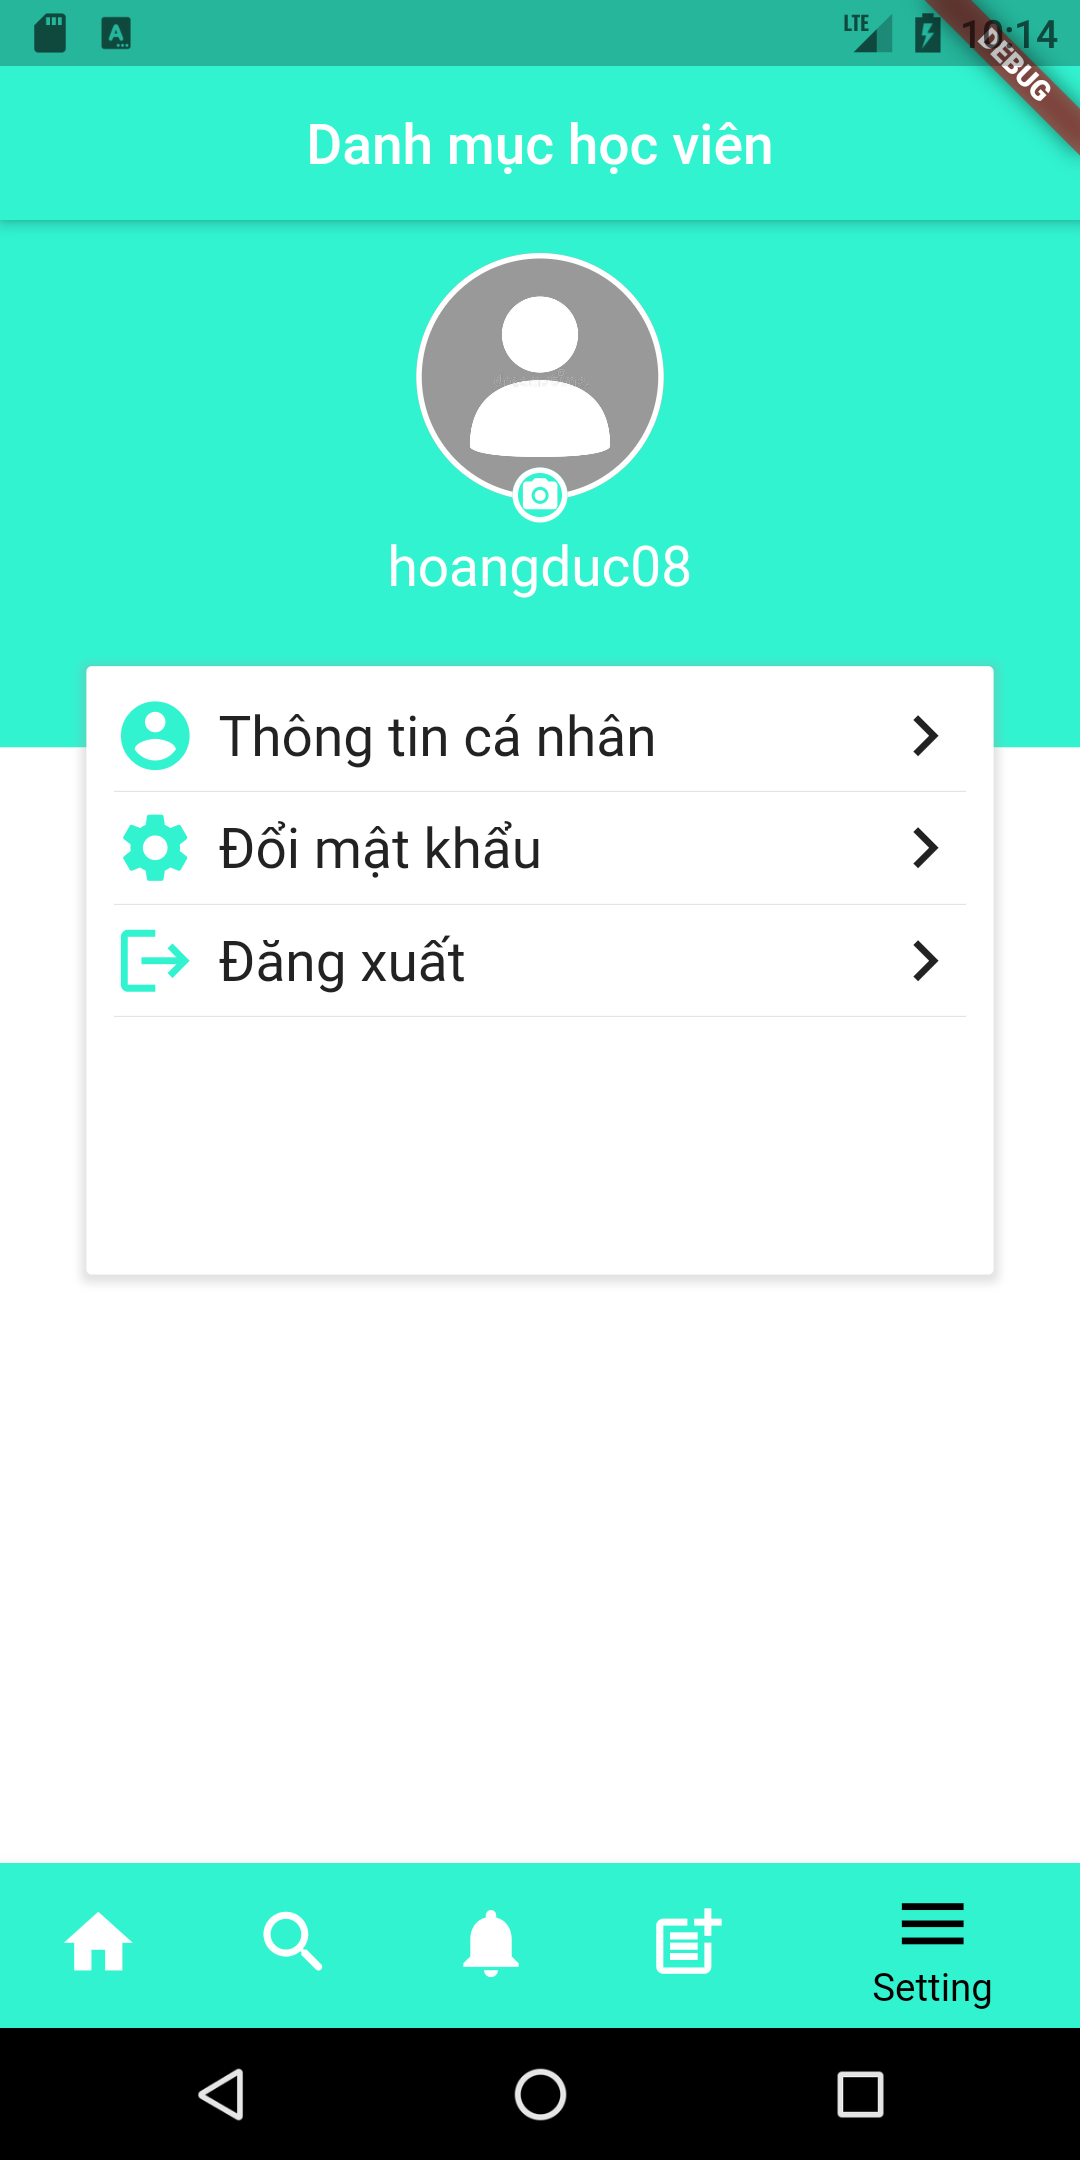 LTE 10:14
DEBUG
Danh mục học viên
hoangduc08
Thông tin cá nhân
Đổi mật khẩu
Đăng xuất
Setting